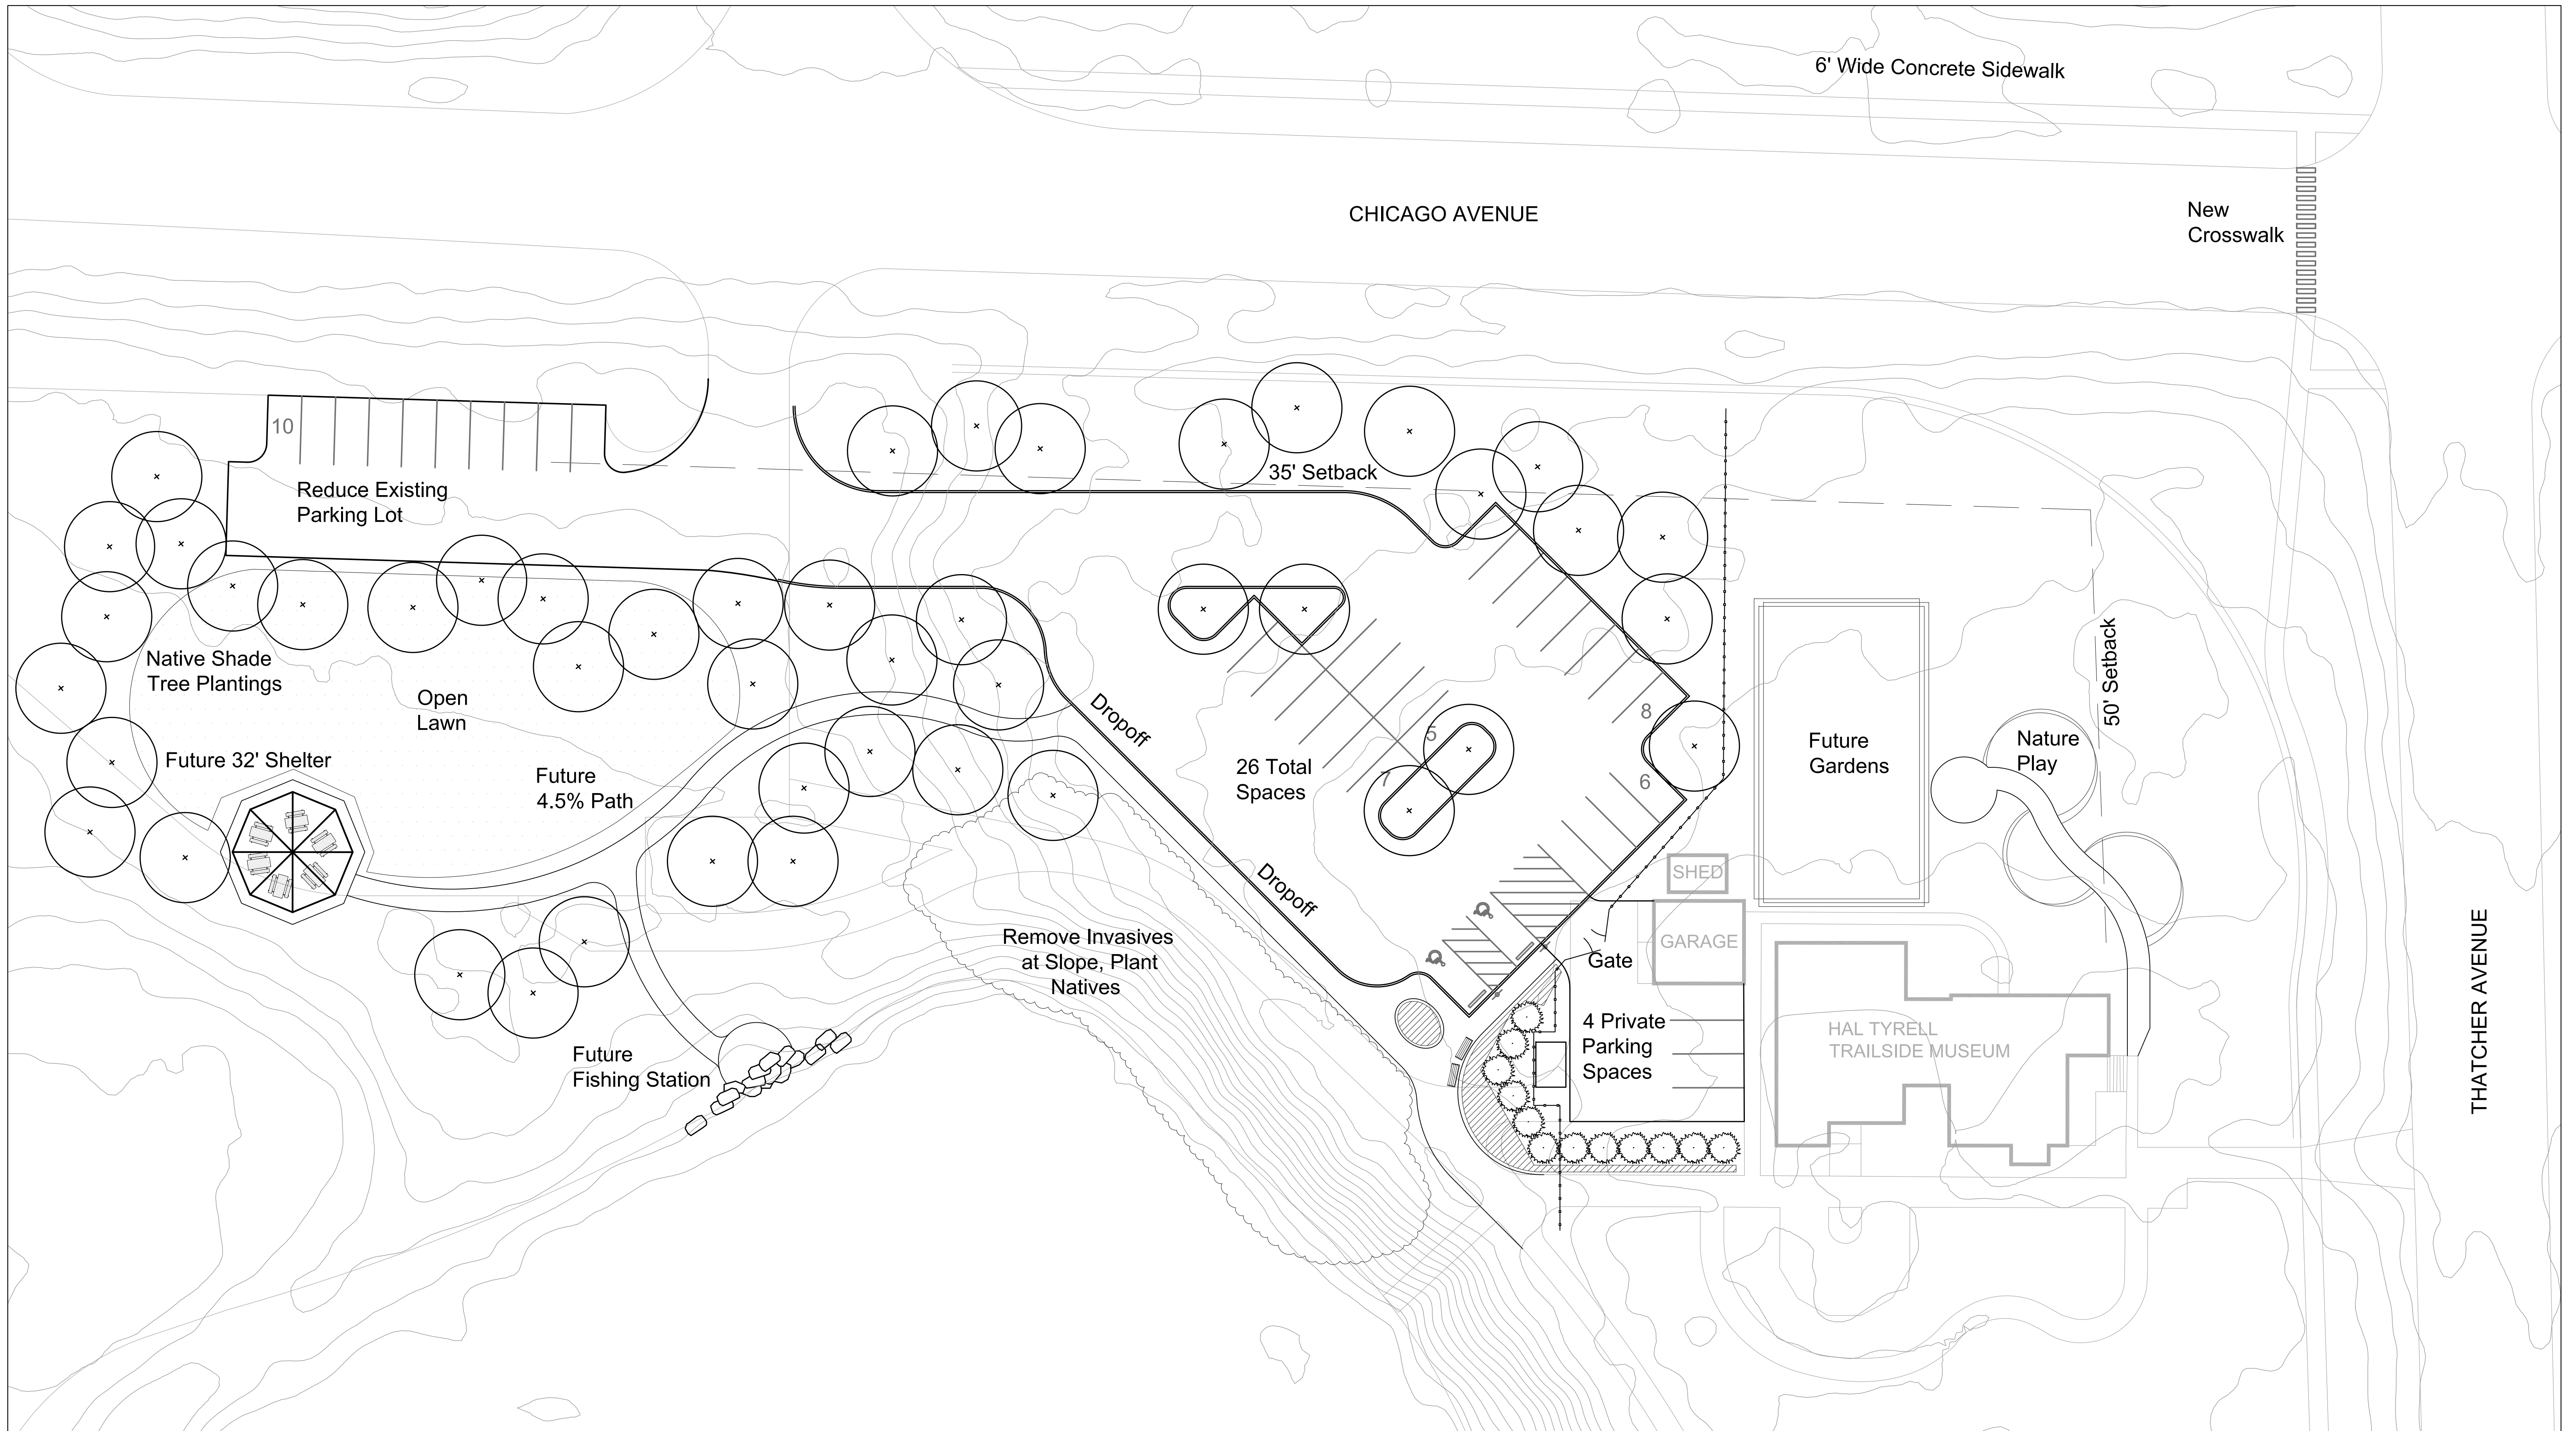 6' Wide Concrete Sidewalk
CHICAGO AVENUE
New
Crosswalk
10
35' Setback
Reduce Existing
Parking Lot
Native Shade
Tree Plantings
Open
Lawn
Dropoff
8
5
50' Setback
Future 32' Shelter
Future
4.5% Path
26 Total
Spaces
7
6
Future
Gardens
Nature
Play
Dropoff
SHED
GARAGE
Gate
Remove Invasives
at Slope, Plant
Natives
THATCHER AVENUE
4 Private
Parking
Spaces
HAL TYRELL
TRAILSIDE MUSEUM
Future
Fishing Station